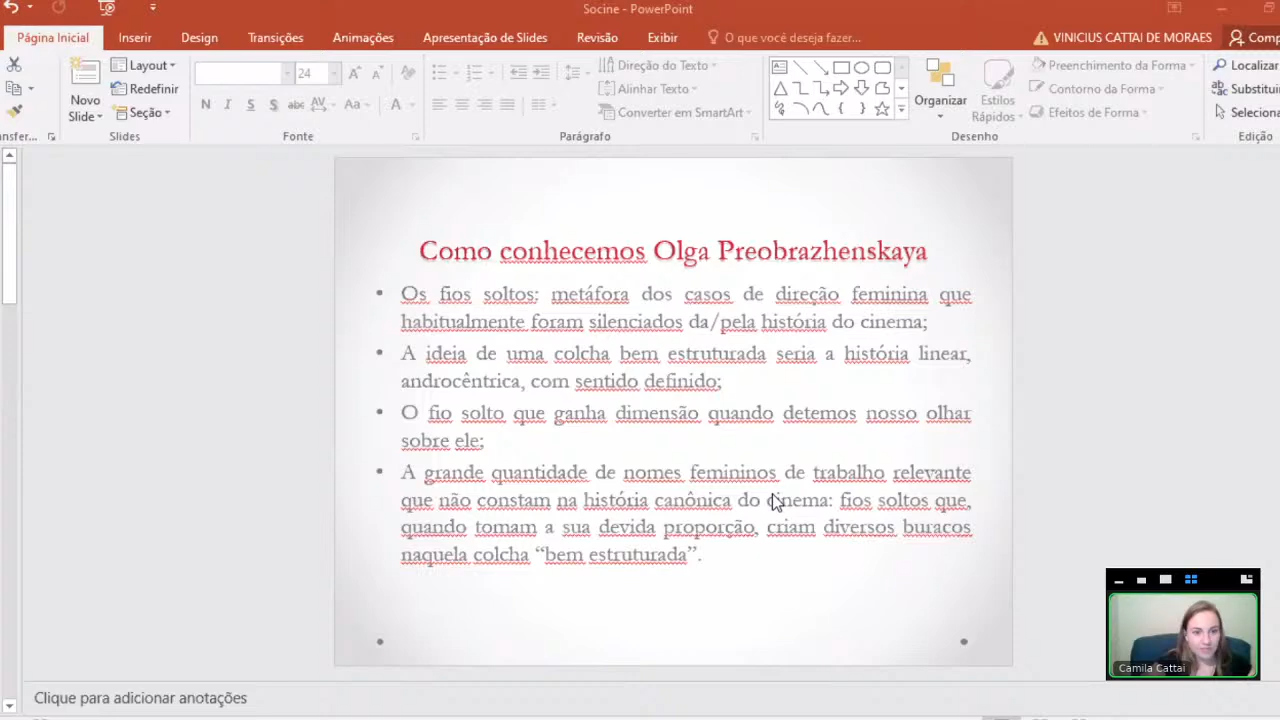 Socine - PowerPoint
Página Inicial
Inserir
Design
Transições
Animações
Apresentação de Slides
Revisão
Exibir
O que você deseja fazer...
VINICIUS CATTAI DE MORAES
Comp
Novo
Slide
Layout
Redefinir
Seção
24
N I S S abc AV Aa A
Direção do Texto
Alinhar Texto
Converter em SmartArt
Organizar
Estilos
Rápidos
Preenchimento da Forma
Contorno da Forma
Efeitos de Forma
Localizar
Substitui
Seleciona
nsfer...
Slides
Fonte
Parágrafo
Desenho
Edição
Como conhecemos Olga Preobrazhenskaya
• Os fios soltos: metáfora dos casos de direção feminina que
habitualmente foram silenciados da/pela história do cinema;
• A ideia de uma colcha bem estruturada seria a história linear,
androcêntrica, com sentido definido;
• O fio solto que ganha dimensão quando detemos nosso olhar
sobre ele;
• A grande quantidade de nomes femininos de trabalho relevante
que não constam na história canônica do cinema: fios soltos que,
quando tomam a sua devida proporção, criam diversos buracos
naquela colcha “bem estruturada”.
Camila Cattai
Clique para adicionar anotações